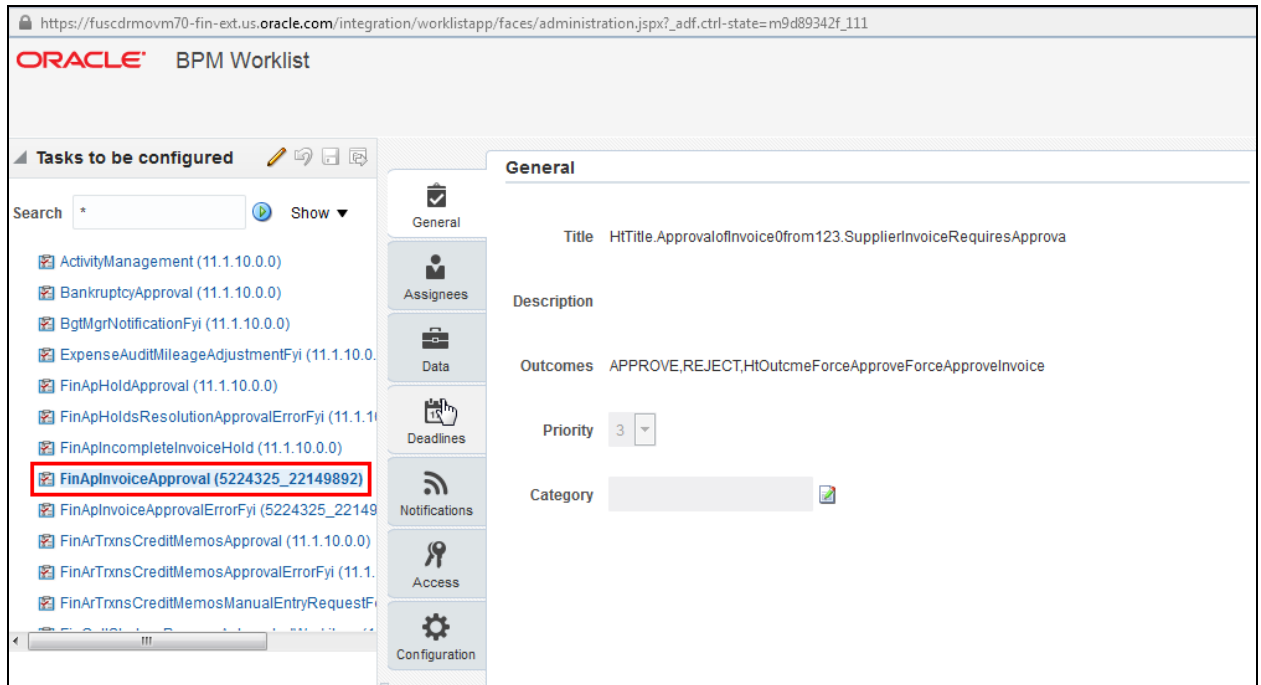 https://fuscdrmovm70-fin-ext.us.oracle.com/integration/worklistapp/faces/administration.jspx?_adf.ctrl-state=m9d89342f_111
ORACLE® BPM Worklist
Tasks to be configured
Search * Show
ActivityManagement (11.1.10.0.0)
BankruptcyApproval (11.1.10.0.0)
BgtMgrNotificationFyi (11.1.10.0.0)
ExpenseAuditMileageAdjustmentFyi (11.1.10.0.
FinApHoldApproval (11.1.10.0.0)
FinApHoldsResolutionApprovalErrorFyi (11.1.1
FinApIncompleteInvoiceHold (11.1.10.0.0)
FinApInvoiceApproval (5224325_22149892)
FinApInvoiceApprovalErrorFyi (5224325_22149
FinArTrxnsCreditMemosApproval (11.1.10.0.0)
FinArTrxnsCreditMemosApprovalErrorFyi (11.1.
FinArTrxnsCreditMemosManualEntryRequestF
General
Assignees
Data
Deadlines
Notifications
Access
Configuration
General
Title HtTitle.ApprovalofInvoice0from123.SupplierInvoiceRequiresApprova
Description
Outcomes APPROVE,REJECT,HtOutcmeForceApproveForceApproveInvoice
Priority 3
Category